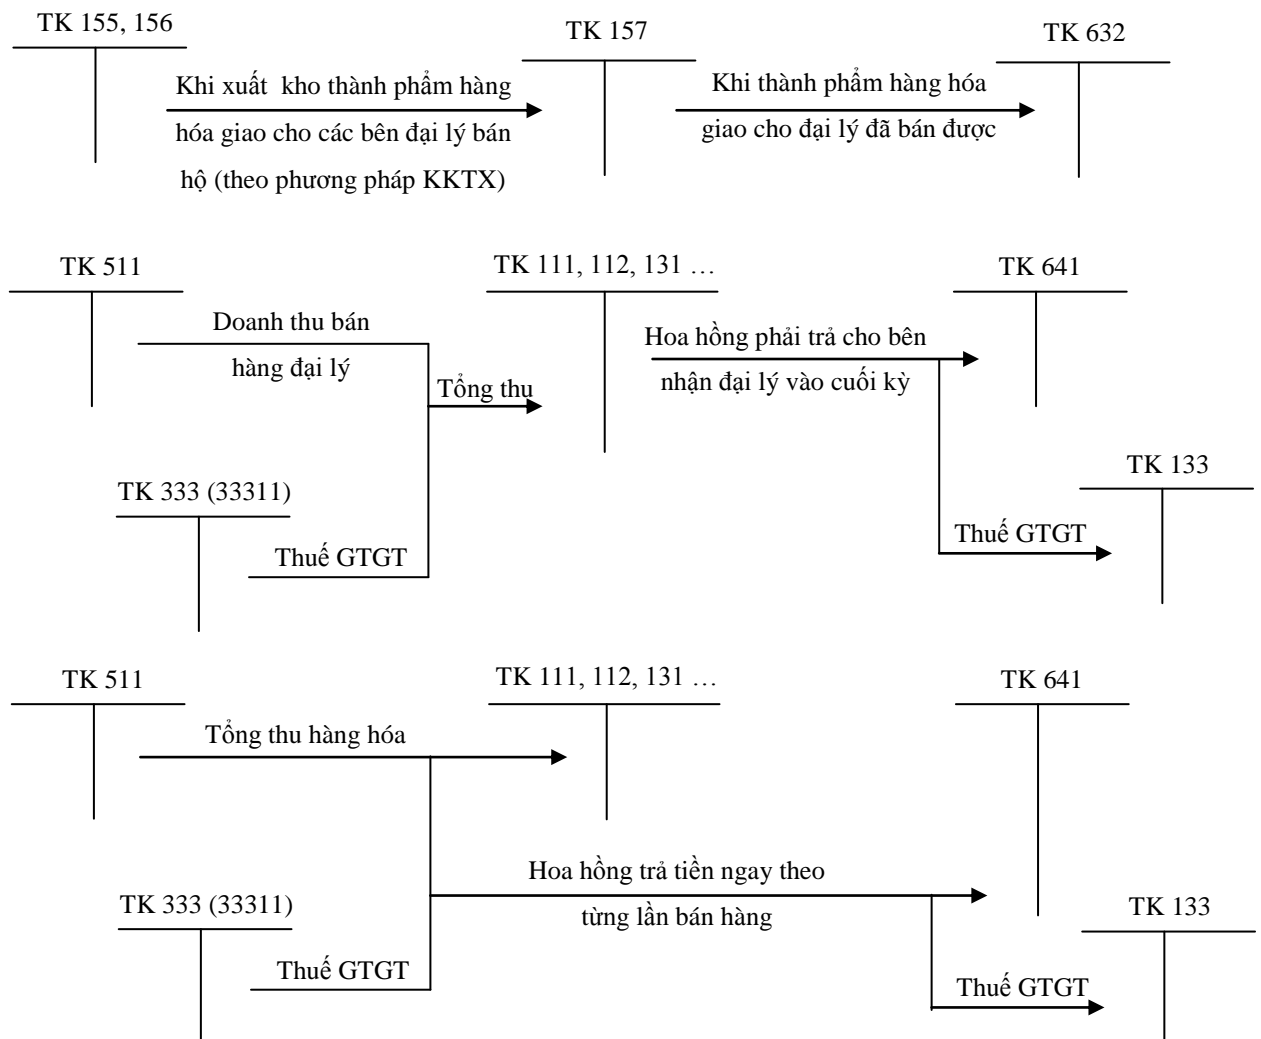 TK 155, 156
TK 157
TK 632
Khi xuất kho thành phẩm hàng
hóa giao cho các bên đại lý bán
hộ (theo phương pháp KKTX)
Khi thành phẩm hàng hóa
giao cho đại lý đã bán được
TK 511
TK 111, 112, 131 …
TK 641
Doanh thu bán
hàng đại lý
Tổng thu
Hoa hồng phải trả cho bên
nhận đại lý vào cuối kỳ
TK 333 (33311)
TK 133
Thuế GTGT
Thuế GTGT
TK 511
TK 111, 112, 131 …
TK 641
Tổng thu hàng hóa
Hoa hồng trả tiền ngay theo
từng lần bán hàng
TK 333 (33311)
TK 133
Thuế GTGT
Thuế GTGT